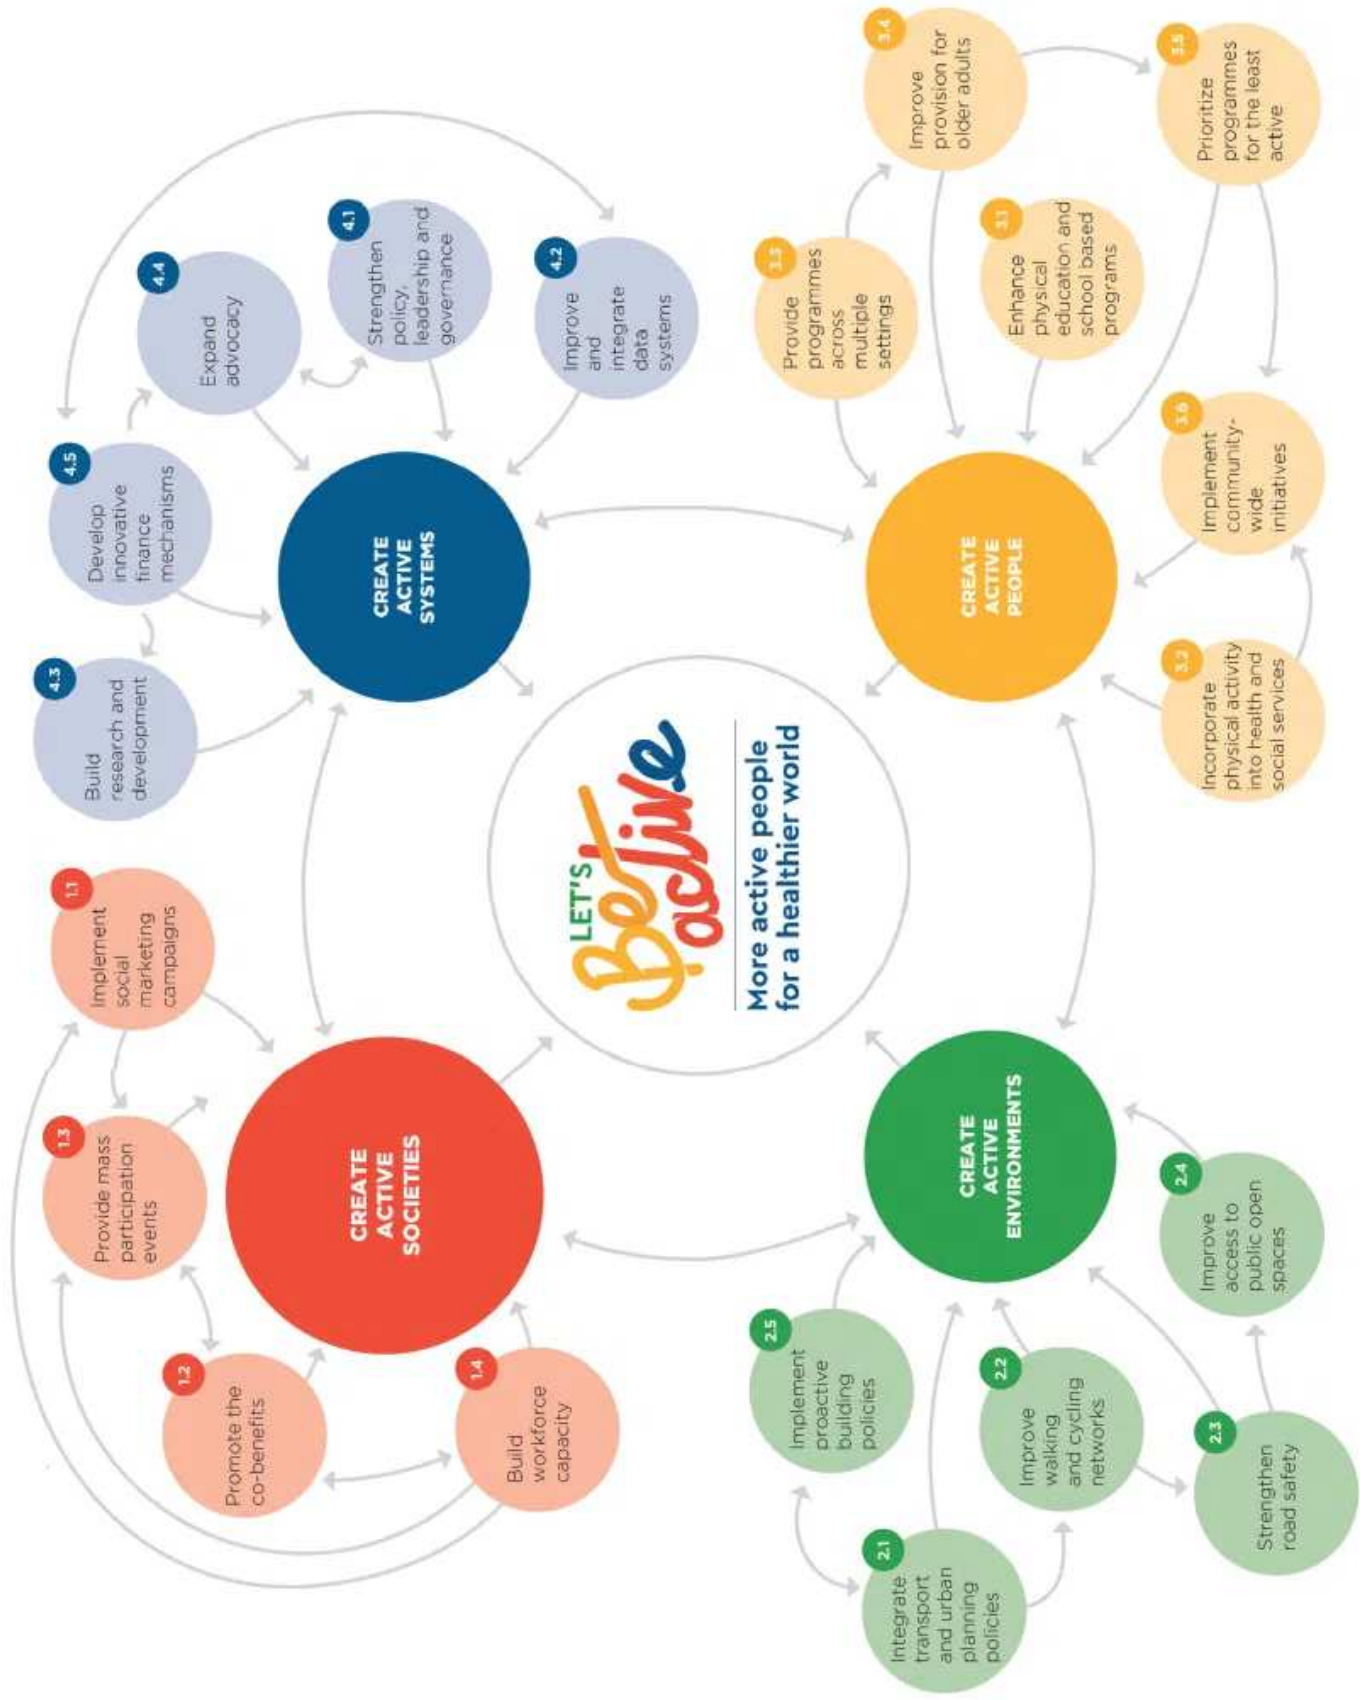 1.1
Implement
social
marketing
campaigns
1.3
Provide mass
participation
events
1.2
Promote the
co-benefits
1.4
Build
workforce
capacity
CREATE
ACTIVE
SOCIETIES
4.3
Build
research and
development
4.5
Develop
innovative
finance
mechanisms
4.4
Expand
advocacy
4.1
Strengthen
policy,
leadership and
governance
4.2
Improve
and
integrate
data
systems
CREATE
ACTIVE
SYSTEMS
LET'S
Be
active
More active people
for a healthier world
2.5
Implement
proactive
building
policies
2.1
Integrate
transport
and urban
planning
policies
2.2
Improve
walking
and cycling
networks
2.3
Strengthen
road safety
2.4
Improve
access to
public open
spaces
CREATE
ACTIVE
ENVIRONMENTS
3.3
Provide
programmes
across
multiple
settings
3.4
Improve
provision for
older adults
3.1
Enhance
physical
education and
school based
programs
3.5
Prioritize
programmes
for the least
active
3.6
Implement
community-
wide
initiatives
3.2
Incorporate
physical activity
into health and
social services
CREATE
ACTIVE
PEOPLE